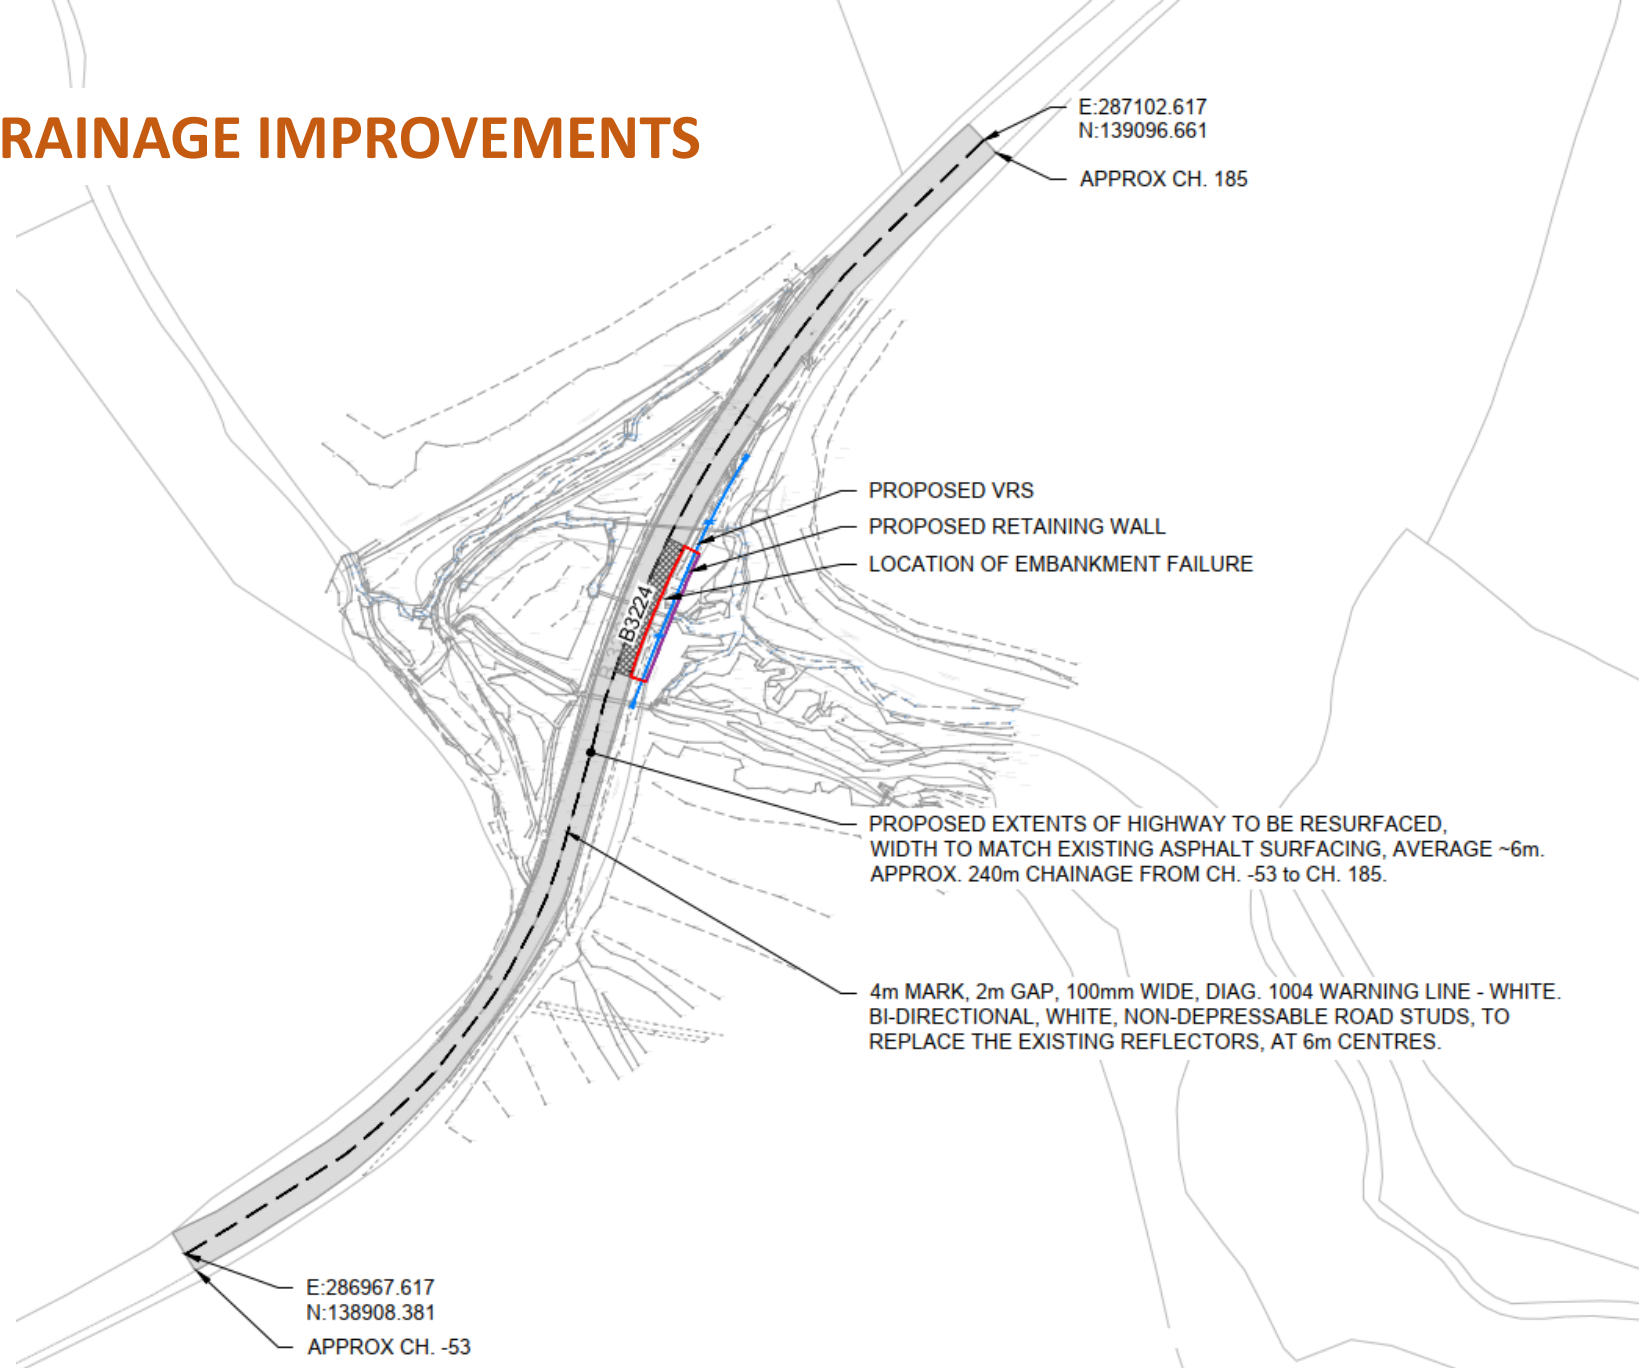 RAINAGE IMPROVEMENTS
E:287102.617
N:139096.661
APPROX CH. 185
PROPOSED VRS
PROPOSED RETAINING WALL
LOCATION OF EMBANKMENT FAILURE
B3224
PROPOSED EXTENTS OF HIGHWAY TO BE RESURFACED,
WIDTH TO MATCH EXISTING ASPHALT SURFACING, AVERAGE ~6m.
APPROX. 240m CHAINAGE FROM CH. -53 to CH. 185.
4m MARK, 2m GAP, 100mm WIDE, DIAG. 1004 WARNING LINE - WHITE.
BI-DIRECTIONAL, WHITE, NON-DEPRESSABLE ROAD STUDS, TO
REPLACE THE EXISTING REFLECTORS, AT 6m CENTRES.
E:286967.617
N:138908.381
APPROX CH. -53